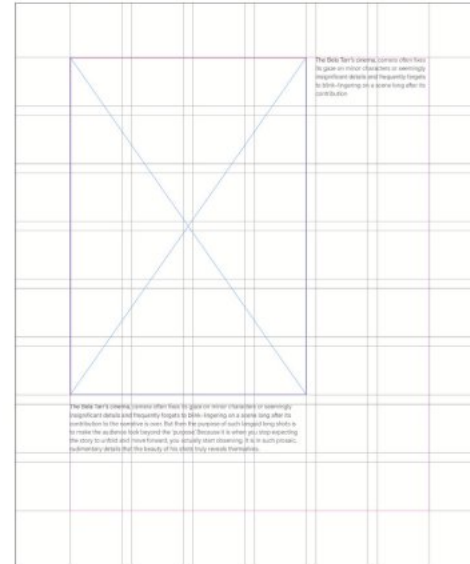 The Bela Tarr's cinema, camera often fixes
its gaze on minor characters or seemingly
insignificant details and frequently forgets
to blink–lingering on a scene long after its
contribution
The Bela Tarr's cinema, camera often fixes its gaze on minor characters or seemingly
insignificant details and frequently forgets to blink–lingering on a scene long after its
contribution to the narrative is over. But then the purpose of such languid long shots is
to make the audience look beyond the 'purpose'. Because it is when you stop expecting
the story to unfold and move forward, you actually start observing. It is in such prosaic,
rudimentary details that the beauty of his shots truly reveals themselves.